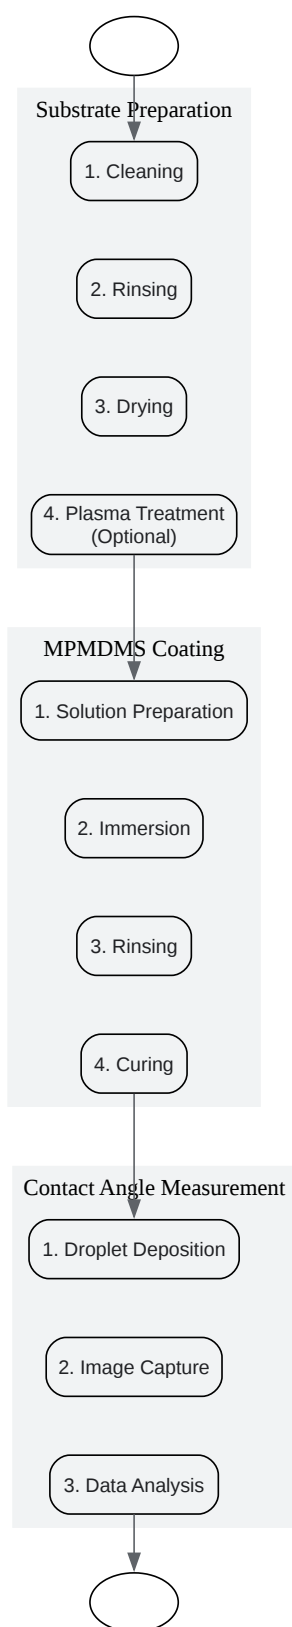 Substrate Preparation
1. Cleaning
2. Rinsing
3. Drying
4. Plasma Treatment
(Optional)
MPMDMS Coating
1. Solution Preparation
2. Immersion
3. Rinsing
4. Curing
Contact Angle Measurement
1. Droplet Deposition
2. Image Capture
3. Data Analysis